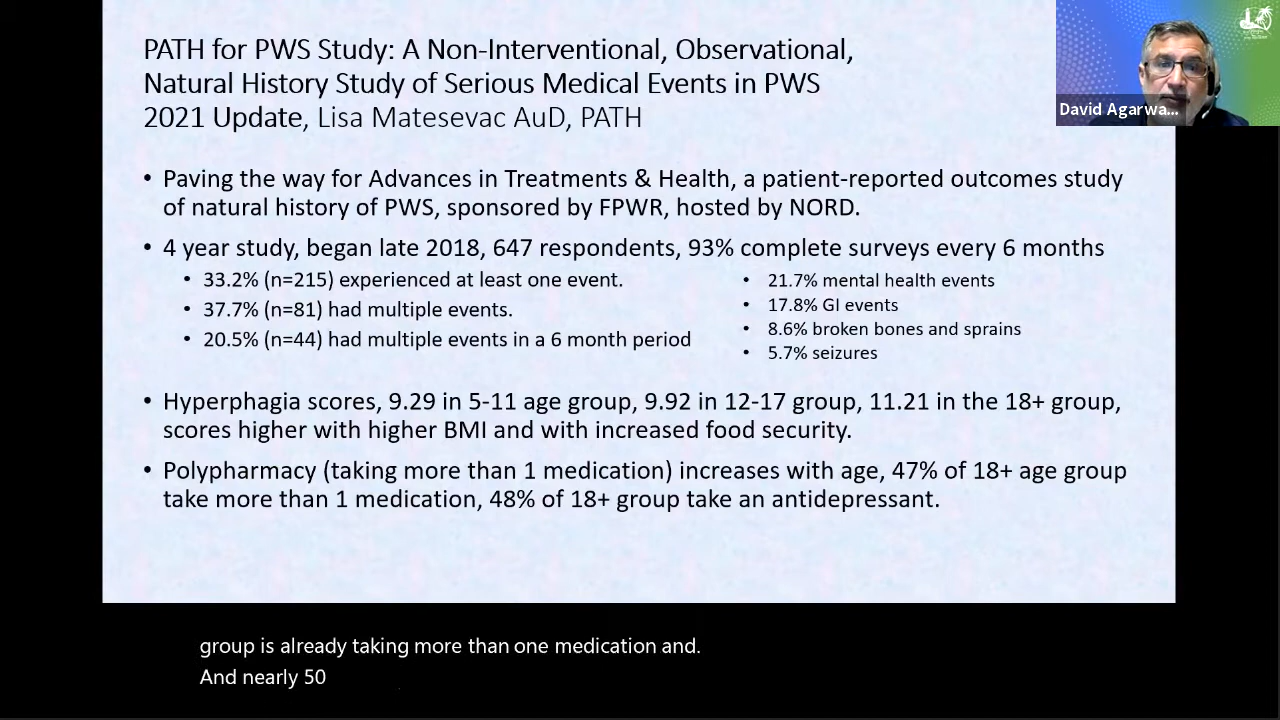 PATH for PWS Study: A Non-Interventional, Observational,
Natural History Study of Serious Medical Events in PWS
2021 Update, Lisa Matesevac AuD, PATH
David Agarwa...
• Paving the way for Advances in Treatments & Health, a patient-reported outcomes study
of natural history of PWS, sponsored by FPWR, hosted by NORD.
• 4 year study, began late 2018, 647 respondents, 93% complete surveys every 6 months
• 33.2% (n=215) experienced at least one event.
• 37.7% (n=81) had multiple events.
• 20.5% (n=44) had multiple events in a 6 month period
• 21.7% mental health events
• 17.8% GI events
• 8.6% broken bones and sprains
• 5.7% seizures
• Hyperphagia scores, 9.29 in 5-11 age group, 9.92 in 12-17 group, 11.21 in the 18+ group,
scores higher with higher BMI and with increased food security.
• Polypharmacy (taking more than 1 medication) increases with age, 47% of 18+ age group
take more than 1 medication, 48% of 18+ group take an antidepressant.
group is already taking more than one medication and.
And nearly 50